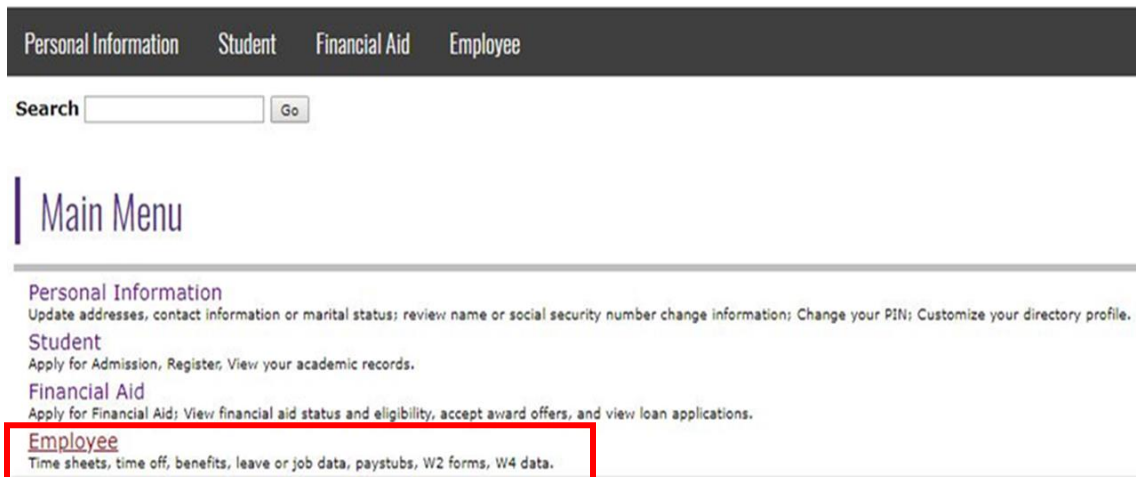 Personal Information Student Financial Aid Employee
Search Go
Main Menu
Personal Information
Update addresses, contact information or marital status; review name or social security number change information; Change your PIN; Customize your directory profile.
Student
Apply for Admission, Register, View your academic records.
Financial Aid
Apply for Financial Aid; View financial aid status and eligibility, accept award offers, and view loan applications.
Employee
Time sheets, time off, benefits, leave or job data, paystubs, W2 forms, W4 data.